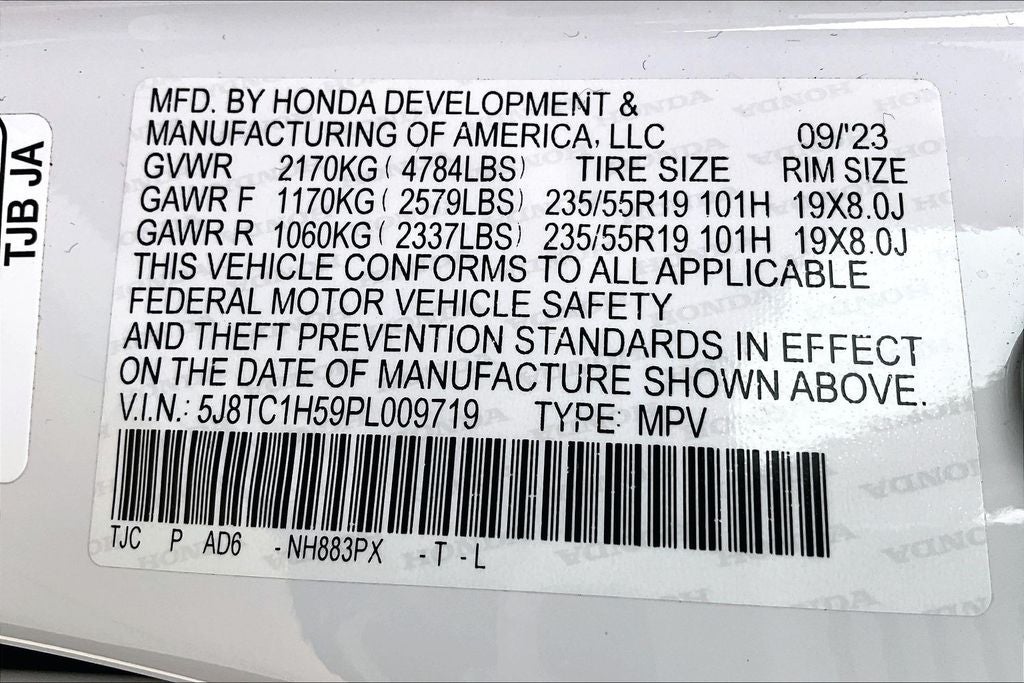 TJB JA
MFD. BY HONDA DEVELOPMENT &
MANUFACTURING OF AMERICA, LLC 09/'23
GVWR 2170KG ( 4784LBS) TIRE SIZE RIM SIZE
GAWR F 1170KG ( 2579LBS) 235/55R19 101H 19X8.0J
GAWR R 1060KG ( 2337LBS) 235/55R19 101H 19X8.0J
THIS VEHICLE CONFORMS TO ALL APPLICABLE
FEDERAL MOTOR VEHICLE SAFETY
AND THEFT PREVENTION STANDARDS IN EFFECT
ON THE DATE OF MANUFACTURE SHOWN ABOVE.
V.I.N.: 5J8TC1H59PL009719 TYPE: MPV
TJC P AD6 -NH883PX -T -L